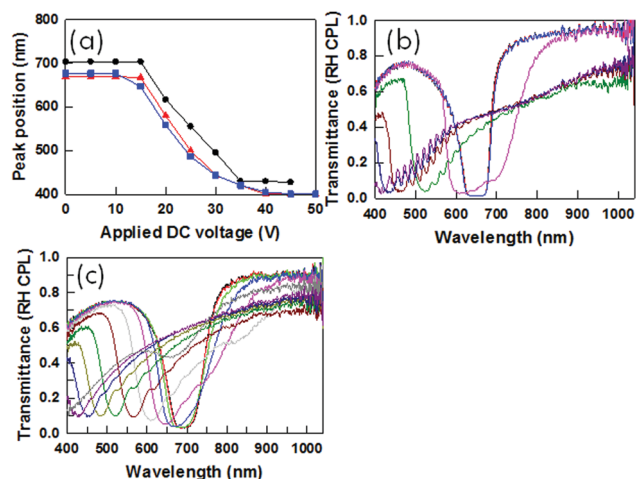 (a)
Peak position (nm)
800
700
600
500
400
0 10 20 30 40 50
Applied DC voltage (V)
(b)
Transmittance (RH CPL)
1.0
0.8
0.6
0.4
0.2
0.0
400 500 600 700 800 900 1000
Wavelength (nm)
(c)
Transmittance (RH CPL)
1.0
0.8
0.6
0.4
0.2
0.0
400 500 600 700 800 900 1000
Wavelength (nm)